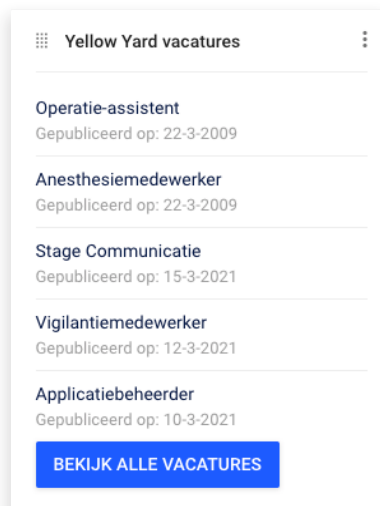 Yellow Yard vacatures
Operatie-assistent
Gepubliceerd op: 22-3-2009
Anesthesiemedewerker
Gepubliceerd op: 22-3-2009
Stage Communicatie
Gepubliceerd op: 15-3-2021
Vigilantiemedewerker
Gepubliceerd op: 12-3-2021
Applicatiebeheerder
Gepubliceerd op: 10-3-2021
BEKIJK ALLE VACATURES